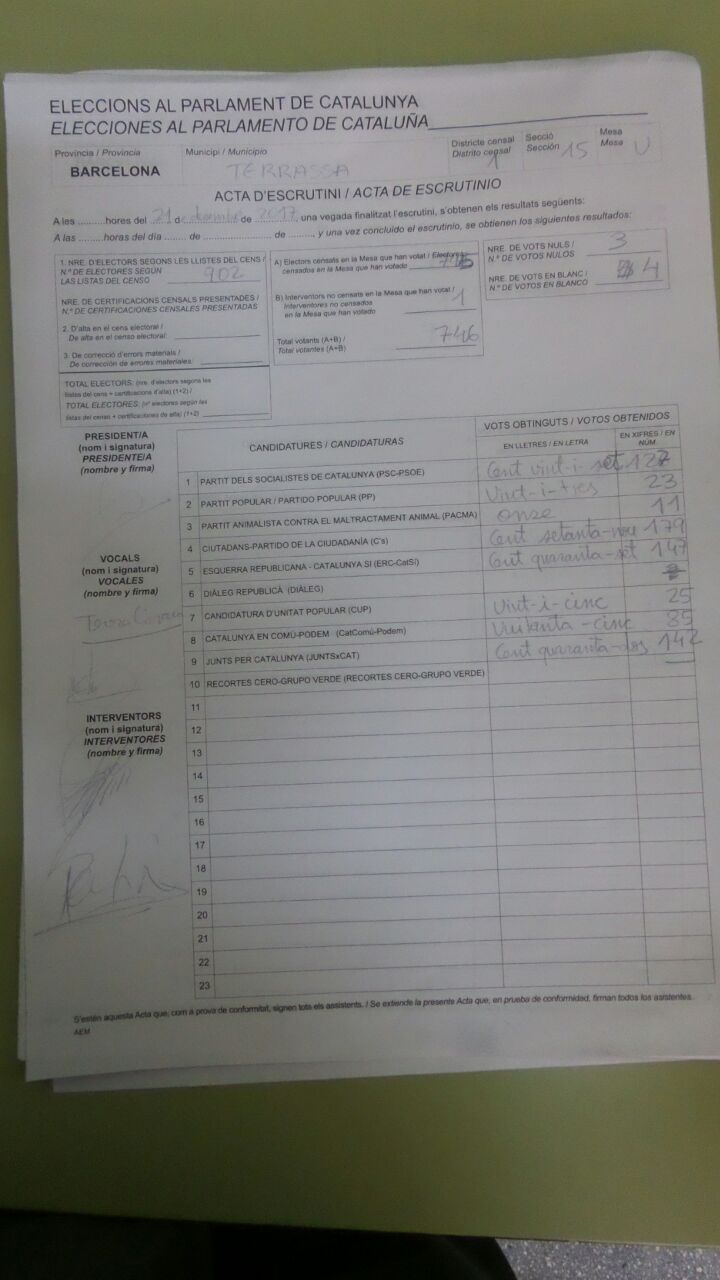 ELECCIONS AL PARLAMENT DE CATALUNYA
ELECCIONES AL PARLAMENTO DE CATALUÑA
Província / Provincia
BARCELONA
Municipi / Municipio
TERRASSA
Districte censal
Distrito censal
1
Secció
Sección 15
Mesa
Mesa U
ACTA D'ESCRUTINI / ACTA DE ESCRUTINIO
A les ..........hores del 21 de desembre de 2017, una vegada finalitzat l'escrutini, s'obtenen els resultats següents:
A las ..........horas del día ........ de ........................ de ........, y una vez concluido el escrutinio, se obtienen los siguientes resultados:
1. NRE. D'ELECTORS SEGONS LES LLISTES DEL CENS /
N.º DE ELECTORES SEGÚN
LAS LISTAS DEL CENSO 902
NRE. DE CERTIFICACIONS CENSALS PRESENTADES /
N.º DE CERTIFICACIONES CENSALES PRESENTADAS
2. D'alta en el cens electoral /
De alta en el censo electoral:
3. De correcció d'errors materials /
De corrección de errores materiales:
TOTAL ELECTORS: (nre. d'electors segons les
llistes del cens + certificacions d'alta) (1+2) /
TOTAL ELECTORES: (nº electores según las
listas del censo + certificaciones de alta) (1+2)
A) Electors censats en la Mesa que han votat / Electores
censados en la Mesa que han votado 745
B) Interventors no censats en la Mesa que han votat /
Interventores no censados
en la Mesa que han votado 1
Total votants (A+B) /
Total votantes (A+B) 746
NRE. DE VOTS NULS /
N.º DE VOTOS NULOS 3
NRE. DE VOTS EN BLANC /
N.º DE VOTOS EN BLANCO 4
PRESIDENT/A
(nom i signatura)
PRESIDENTE/A
(nombre y firma)
VOCALS
(nom i signatura)
VOCALES
(nombre y firma)
INTERVENTORS
(nom i signatura)
INTERVENTORES
(nombre y firma)
CANDIDATURES / CANDIDATURAS
VOTS OBTINGUTS / VOTOS OBTENIDOS
EN LLETRES / EN LETRA
EN XIFRES / EN NÚM.
1 PARTIT DELS SOCIALISTES DE CATALUNYA (PSC-PSOE) Cent vint-i-set 127
2 PARTIT POPULAR / PARTIDO POPULAR (PP) Vint-i-tres 23
3 PARTIT ANIMALISTA CONTRA EL MALTRACTAMENT ANIMAL (PACMA) onze 11
4 CIUTADANS-PARTIDO DE LA CIUDADANÍA (C's) Cent setanta-nou 179
5 ESQUERRA REPUBLICANA - CATALUNYA SI (ERC-CatSí) Cent quaranta-set 147
6 DIÀLEG REPUBLICÀ (DIÀLEG)
7 CANDIDATURA D'UNITAT POPULAR (CUP) Vint-i-cinc 25
8 CATALUNYA EN COMÚ-PODEM (CatComú-Podem) Vuitanta-cinc 85
9 JUNTS PER CATALUNYA (JUNTSxCAT) Cent quaranta-dos 142
10 RECORTES CERO-GRUPO VERDE (RECORTES CERO-GRUPO VERDE)
11
12
13
14
15
16
17
18
19
20
21
22
23
S'estén aquesta Acta que, com a prova de conformitat, signen tots els assistents. / Se extiende la presente Acta que, en prueba de conformidad, firman todos los asistentes.
AEM